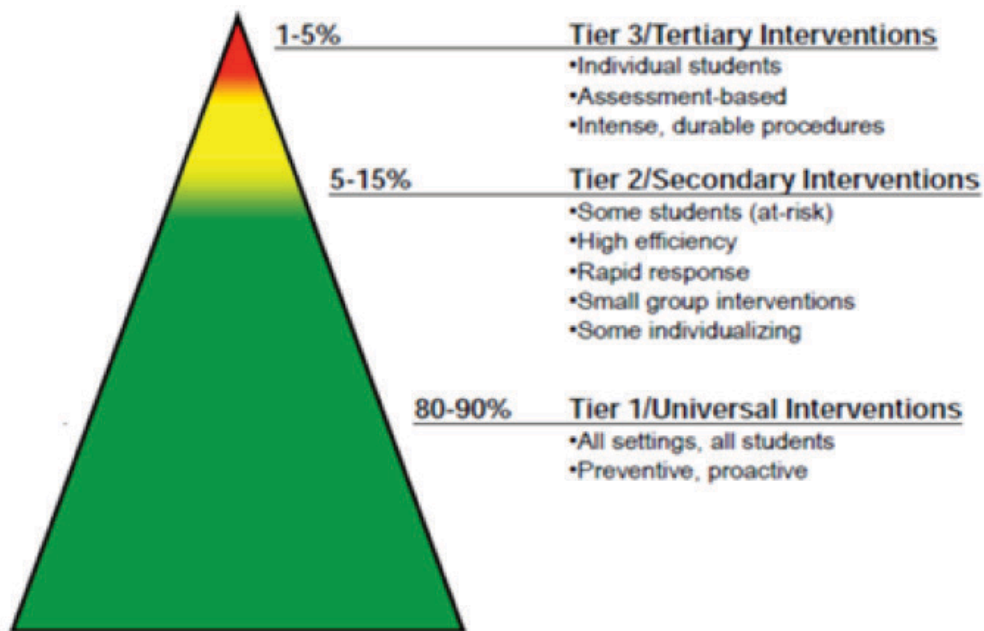 1-5% Tier 3/Tertiary Interventions
•Individual students
•Assessment-based
•Intense, durable procedures
5-15% Tier 2/Secondary Interventions
•Some students (at-risk)
•High efficiency
•Rapid response
•Small group interventions
•Some individualizing
80-90% Tier 1/Universal Interventions
•All settings, all students
•Preventive, proactive